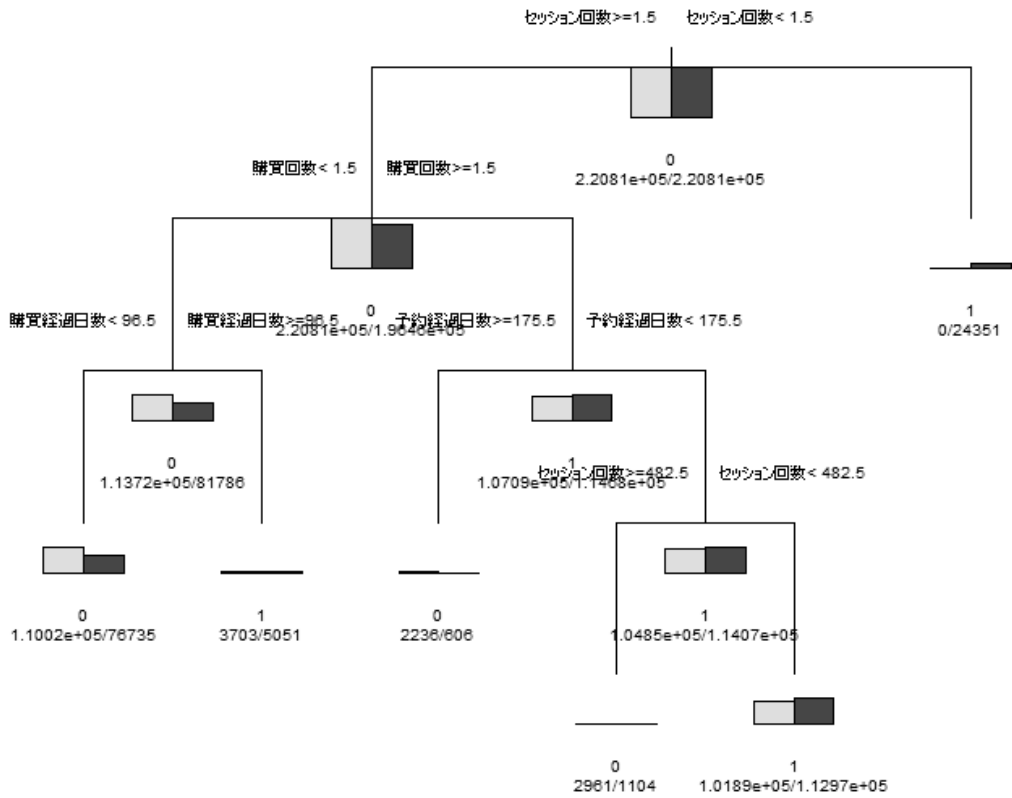 セッション回数>=1.5 セッション回数< 1.5
0
2.2081e+05/2.2081e+05
購買回数< 1.5 購買回数>=1.5
0
2.2081e+05/1.9646e+05
1
0/24351
購買経過日数< 96.5 購買経過日数>=96.5 予約経過日数>=175.5 予約経過日数< 175.5
0
1.1372e+05/81786
1
1.0709e+05/1.1468e+05
セッション回数>=482.5 セッション回数< 482.5
0
1.1002e+05/76735
1
3703/5051
0
2236/606
1
1.0485e+05/1.1407e+05
0
2961/1104
1
1.0189e+05/1.1297e+05